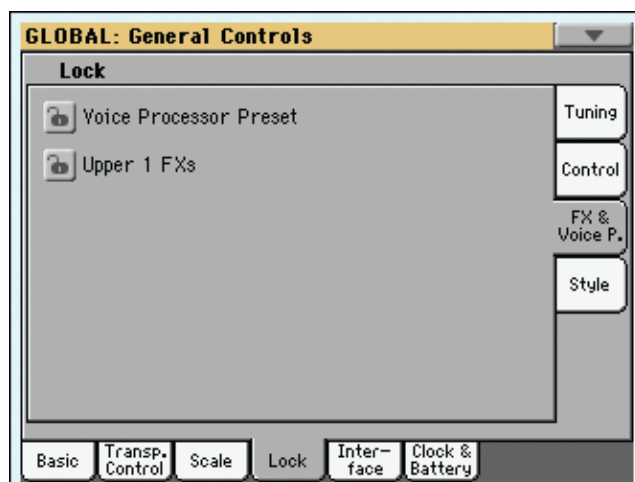 GLOBAL: General Controls
Lock
Voice Processor Preset
Upper 1 FXs
Tuning
Control
FX &
Voice P.
Style
Basic
Transp.
Control
Scale
Lock
Inter-
face
Clock &
Battery